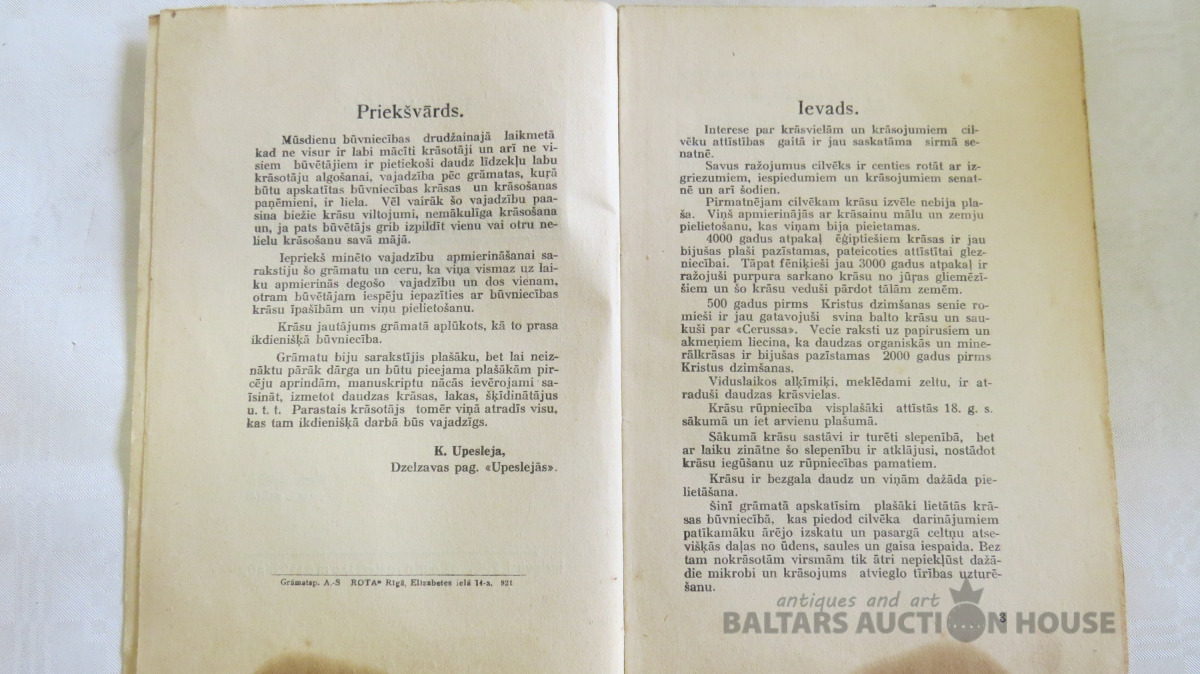 Priekšvārds.
Mūsdienu būvniecības drudžainajā laikmetā
kad ne visur ir labi mācīti krāsotāji un arī ne vi-
siem būvētājiem ir pietiekoši daudz līdzekļu labu
krāsotāju algošanai, vajadzība pēc grāmatas, kuŗā
būtu apskatītas būvniecības krāsas un krāsošanas
paņēmieni, ir liela. Vēl vairāk šo vajadzību paa-
sina biežie krāsu viltojumi, nemākulīga krāsošana
un, ja pats būvētājs grib izpildīt vienu vai otru ne-
lielu krāsošanu savā mājā.
Iepriekš minēto vajadzību apmierināšanai sa-
rakstīju šo grāmatu un ceru, ka viņa vismaz uz lai-
ku apmierinās degošo vajadzību un dos vienam,
otram būvētājam iespēju iepazīties ar būvniecības
krāsu īpašībām un viņu pielietošanu.
Krāsu jautājums grāmatā aplūkots, kā to prasa
ikdienišķā būvniecība.
Grāmatu biju sarakstījis plašāku, bet lai neiz-
nāktu pārāk dārga un būtu pieejama plašākām pir-
cēju aprindām, manuskriptu nācās ievērojami sa-
īsināt, izmetot daudzas krāsas, lakas, šķīdinātājus
u. t. t. Parastais krāsotājs tomēr viņā atradīs visu,
kas tam ikdienišķā darbā būs vajadzīgs.
K. Upesleja,
Dzelzavas pag. «Upeslejās».
Grāmatsp. A.-S ROTA" Rīgā, Elizabetes ielā 14-a. 921
Ievads.
Interese par krāsvielām un krāsojumiem cil-
vēku attīstības gaitā ir jau saskatāma sirmā se-
natnē.
Savus ražojumus cilvēks ir centies rotāt ar iz-
griezumiem, iespiedumiem un krāsojumiem senat-
nē un arī šodien.
Pirmatnējam cilvēkam krāsu izvēle nebija pla-
ša. Viņš apmierinājās ar krāsainu mālu un zemju
pielietošanu, kas viņam bija pieietamas.
4000 gadus atpakaļ ēģiptiešiem krāsas ir jau
bijušas plaši pazīstamas, pateicoties attīstītai glez-
niecībai. Tāpat fēniķieši jau 3000 gadus atpakaļ ir
ražojuši purpura sarkano krāsu no jūras gliemēzī-
šiem un šo krāsu veduši pārdot tālām zemēm.
500 gadus pirms Kristus dzimšanas senie ro-
mieši ir jau gatavojuši svina balto krāsu un sau-
kuši par «Cerussa». Vecie raksti uz papirusiem un
akmeņiem liecina, ka daudzas organiskās un mine-
rālkrāsas ir bijušas pazīstamas 2000 gadus pirms
Kristus dzimšanas.
Viduslaikos alķīmiķi, meklēdami zeltu, ir at-
raduši daudzas krāsvielas.
Krāsu rūpniecība visplašāki attīstās 18. g. s.
sākumā un iet arvienu plašumā.
Sākumā krāsu sastāvi ir turēti slepenībā, bet
ar laiku zinātne šo slepenību ir atklājusi, nostādot
krāsu iegūšanu uz rūpniecības pamatiem.
Krāsu ir bezgala daudz un viņām dažāda pie-
lietāšana.
Šinī grāmatā apskatīsim plašāki lietātās krā-
sas būvniecībā, kas piedod cilvēka darinājumiem
patīkamāku ārējo izskatu un pasargā celtņu atse-
višķās daļas no ūdens, saules un gaisa iespaida. Bez
tam nokrāsotām virsmām tik ātri nepiekļūst dažā-
die mikrobi un krāsojums atvieglo tīrības uzturē-
šanu.
3
antiques and art
BALTARS AUCTION HOUSE